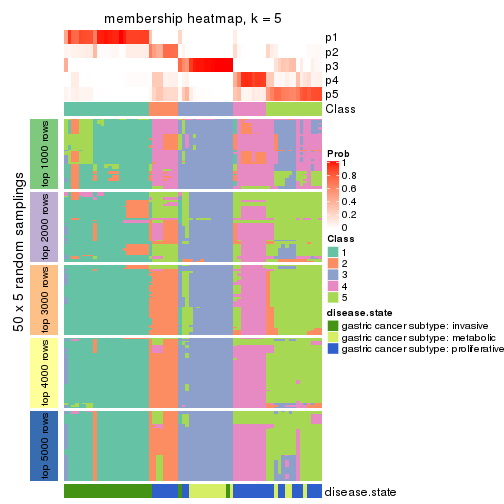 membership heatmap, k = 5
p1
p2
p3
p4
p5
Class
50 x 5 random samplings
top 1000 rows
top 2000 rows
top 3000 rows
top 4000 rows
top 5000 rows
Prob
1
0.8
0.6
0.4
0.2
0
Class
1
2
3
4
5
disease.state
gastric cancer subtype: invasive
gastric cancer subtype: metabolic
gastric cancer subtype: proliferative
disease.state